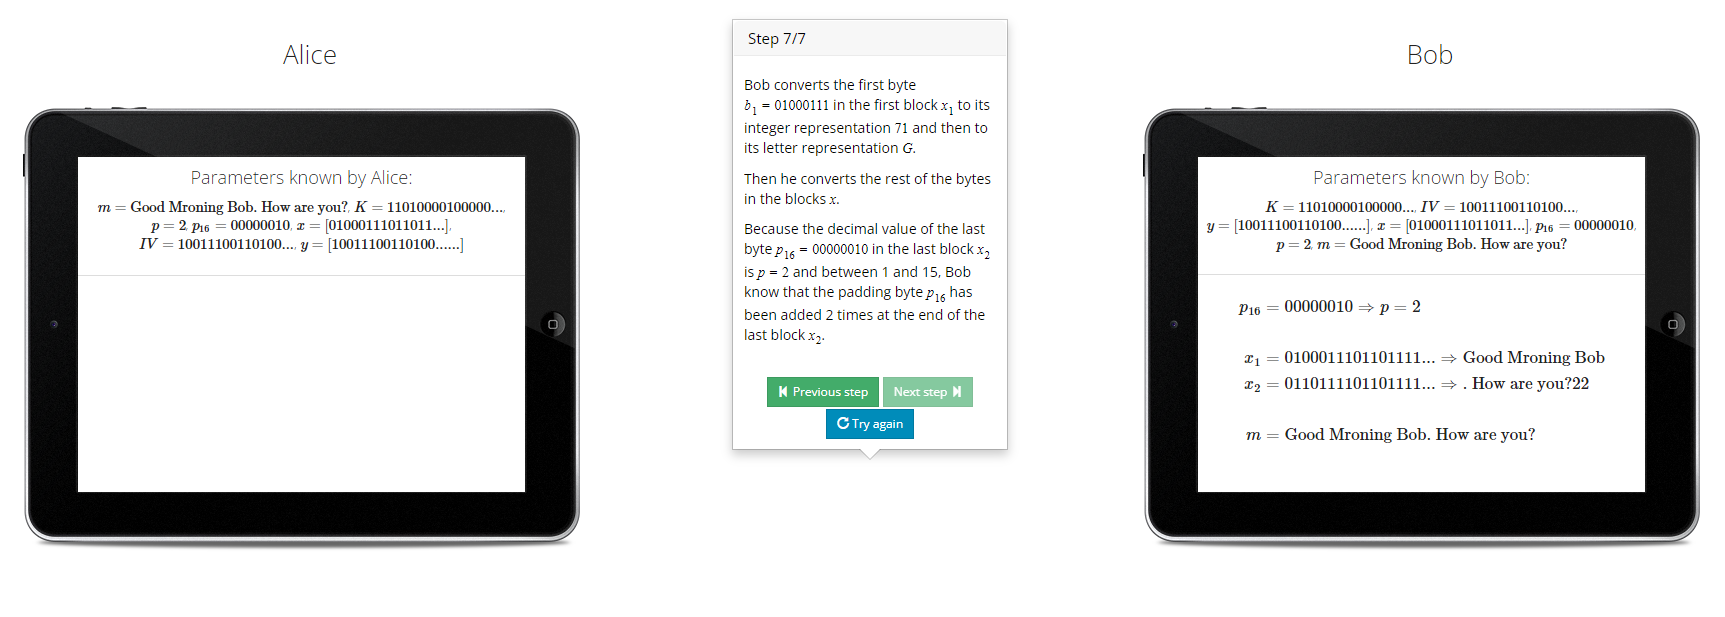 Alice
Parameters known by Alice:
m = Good Mroning Bob. How are you?, K = 11010000100000...,
p = 2, p₁₆ = 00000010, x = [01000111011011...],
IV = 10011100110100..., y = [10011100110100......]
Step 7/7
Bob converts the first byte
b₁ = 01000111 in the first block x₁ to its
integer representation 71 and then to
its letter representation G.
Then he converts the rest of the bytes
in the blocks x.
Because the decimal value of the last
byte p₁₆ = 00000010 in the last block x₂
is p = 2 and between 1 and 15, Bob
know that the padding byte p₁₆ has
been added 2 times at the end of the
last block x₂.
Previous step
Next step
Try again
Bob
Parameters known by Bob:
K = 11010000100000..., IV = 10011100110100...,
y = [10011100110100......], x = [01000111011011...], p₁₆ = 00000010,
p = 2, m = Good Mroning Bob. How are you?
p₁₆ = 00000010 ⇒ p = 2
x₁ = 0100011101101111... ⇒ Good Mroning Bob
x₂ = 0110111101101111... ⇒ . How are you?22
m = Good Mroning Bob. How are you?